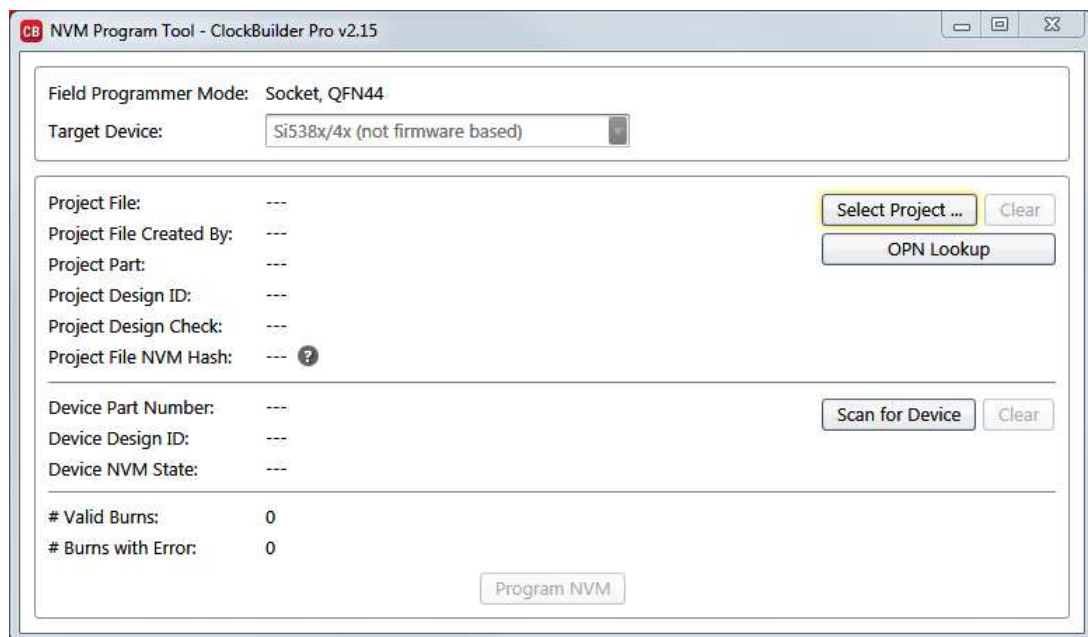 CB NVM Program Tool - ClockBuilder Pro v2.15
Field Programmer Mode: Socket, QFN44
Target Device: Si538x/4x (not firmware based)
Project File: --- Select Project ... Clear
Project File Created By: --- OPN Lookup
Project Part: ---
Project Design ID: ---
Project Design Check: ---
Project File NVM Hash: --- ?
Device Part Number: --- Scan for Device Clear
Device Design ID: ---
Device NVM State: ---
# Valid Burns: 0
# Burns with Error: 0
Program NVM